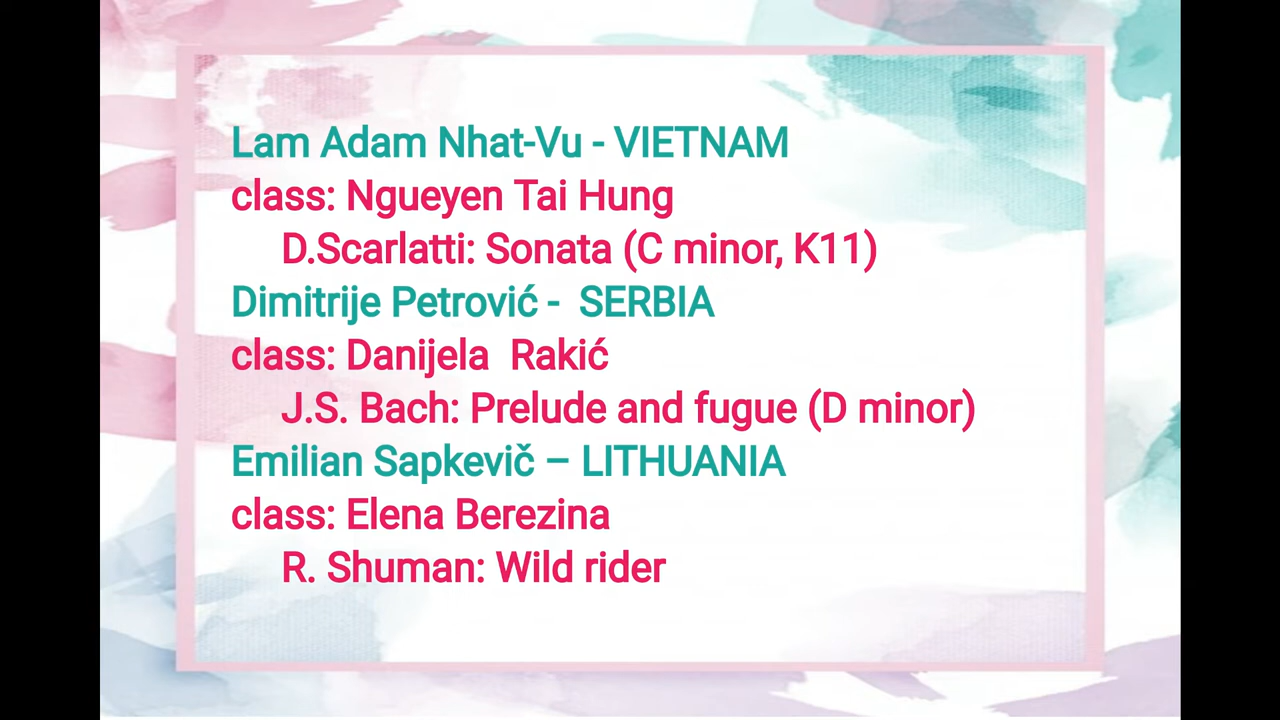 Lam Adam Nhat-Vu - VIETNAM
class: Ngueyen Tai Hung
D.Scarlatti: Sonata (C minor, K11)
Dimitrije Petrović - SERBIA
class: Danijela Rakić
J.S. Bach: Prelude and fugue (D minor)
Emilian Sapkevič – LITHUANIA
class: Elena Berezina
R. Shuman: Wild rider